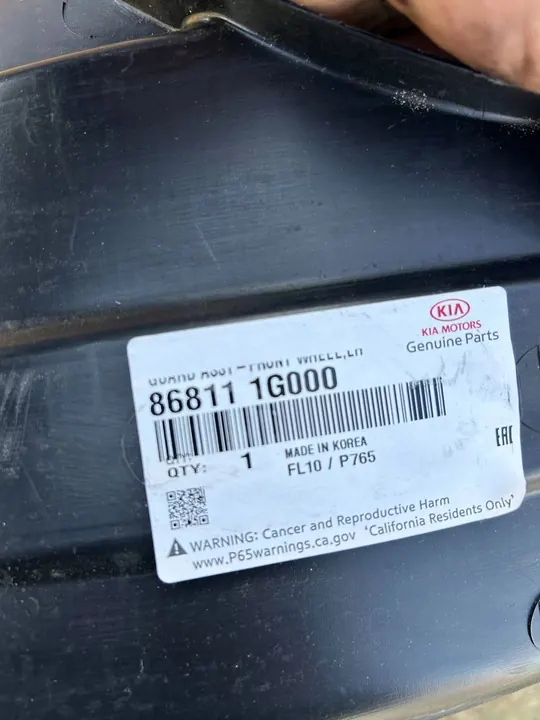 KIA
KIA MOTORS
Genuine Parts
GUARD ASSY-FRONT WHEEL,LH
86811 1G000
QTY:
QTY: 1
MADE IN KOREA
FL10 / P765
EAC
WARNING: Cancer and Reproductive Harm
www.P65warnings.ca.gov 'California Residents Only'